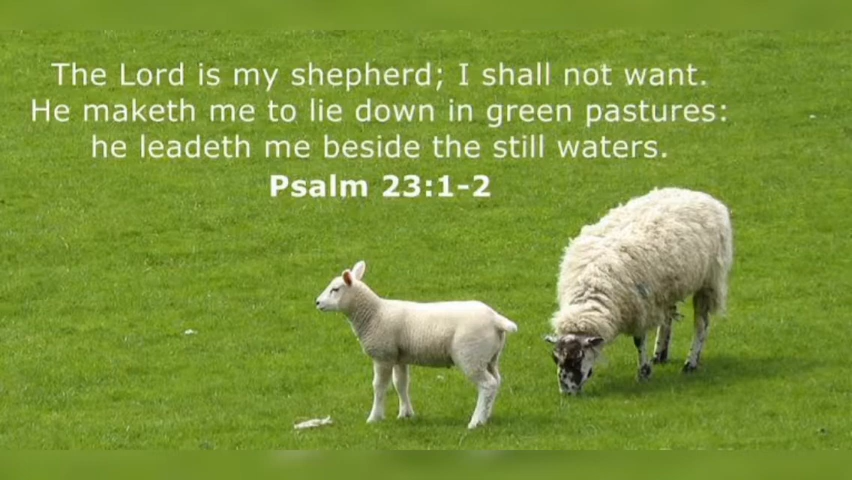 The Lord is my shepherd; I shall not want.
He maketh me to lie down in green pastures:
he leadeth me beside the still waters.
Psalm 23:1-2